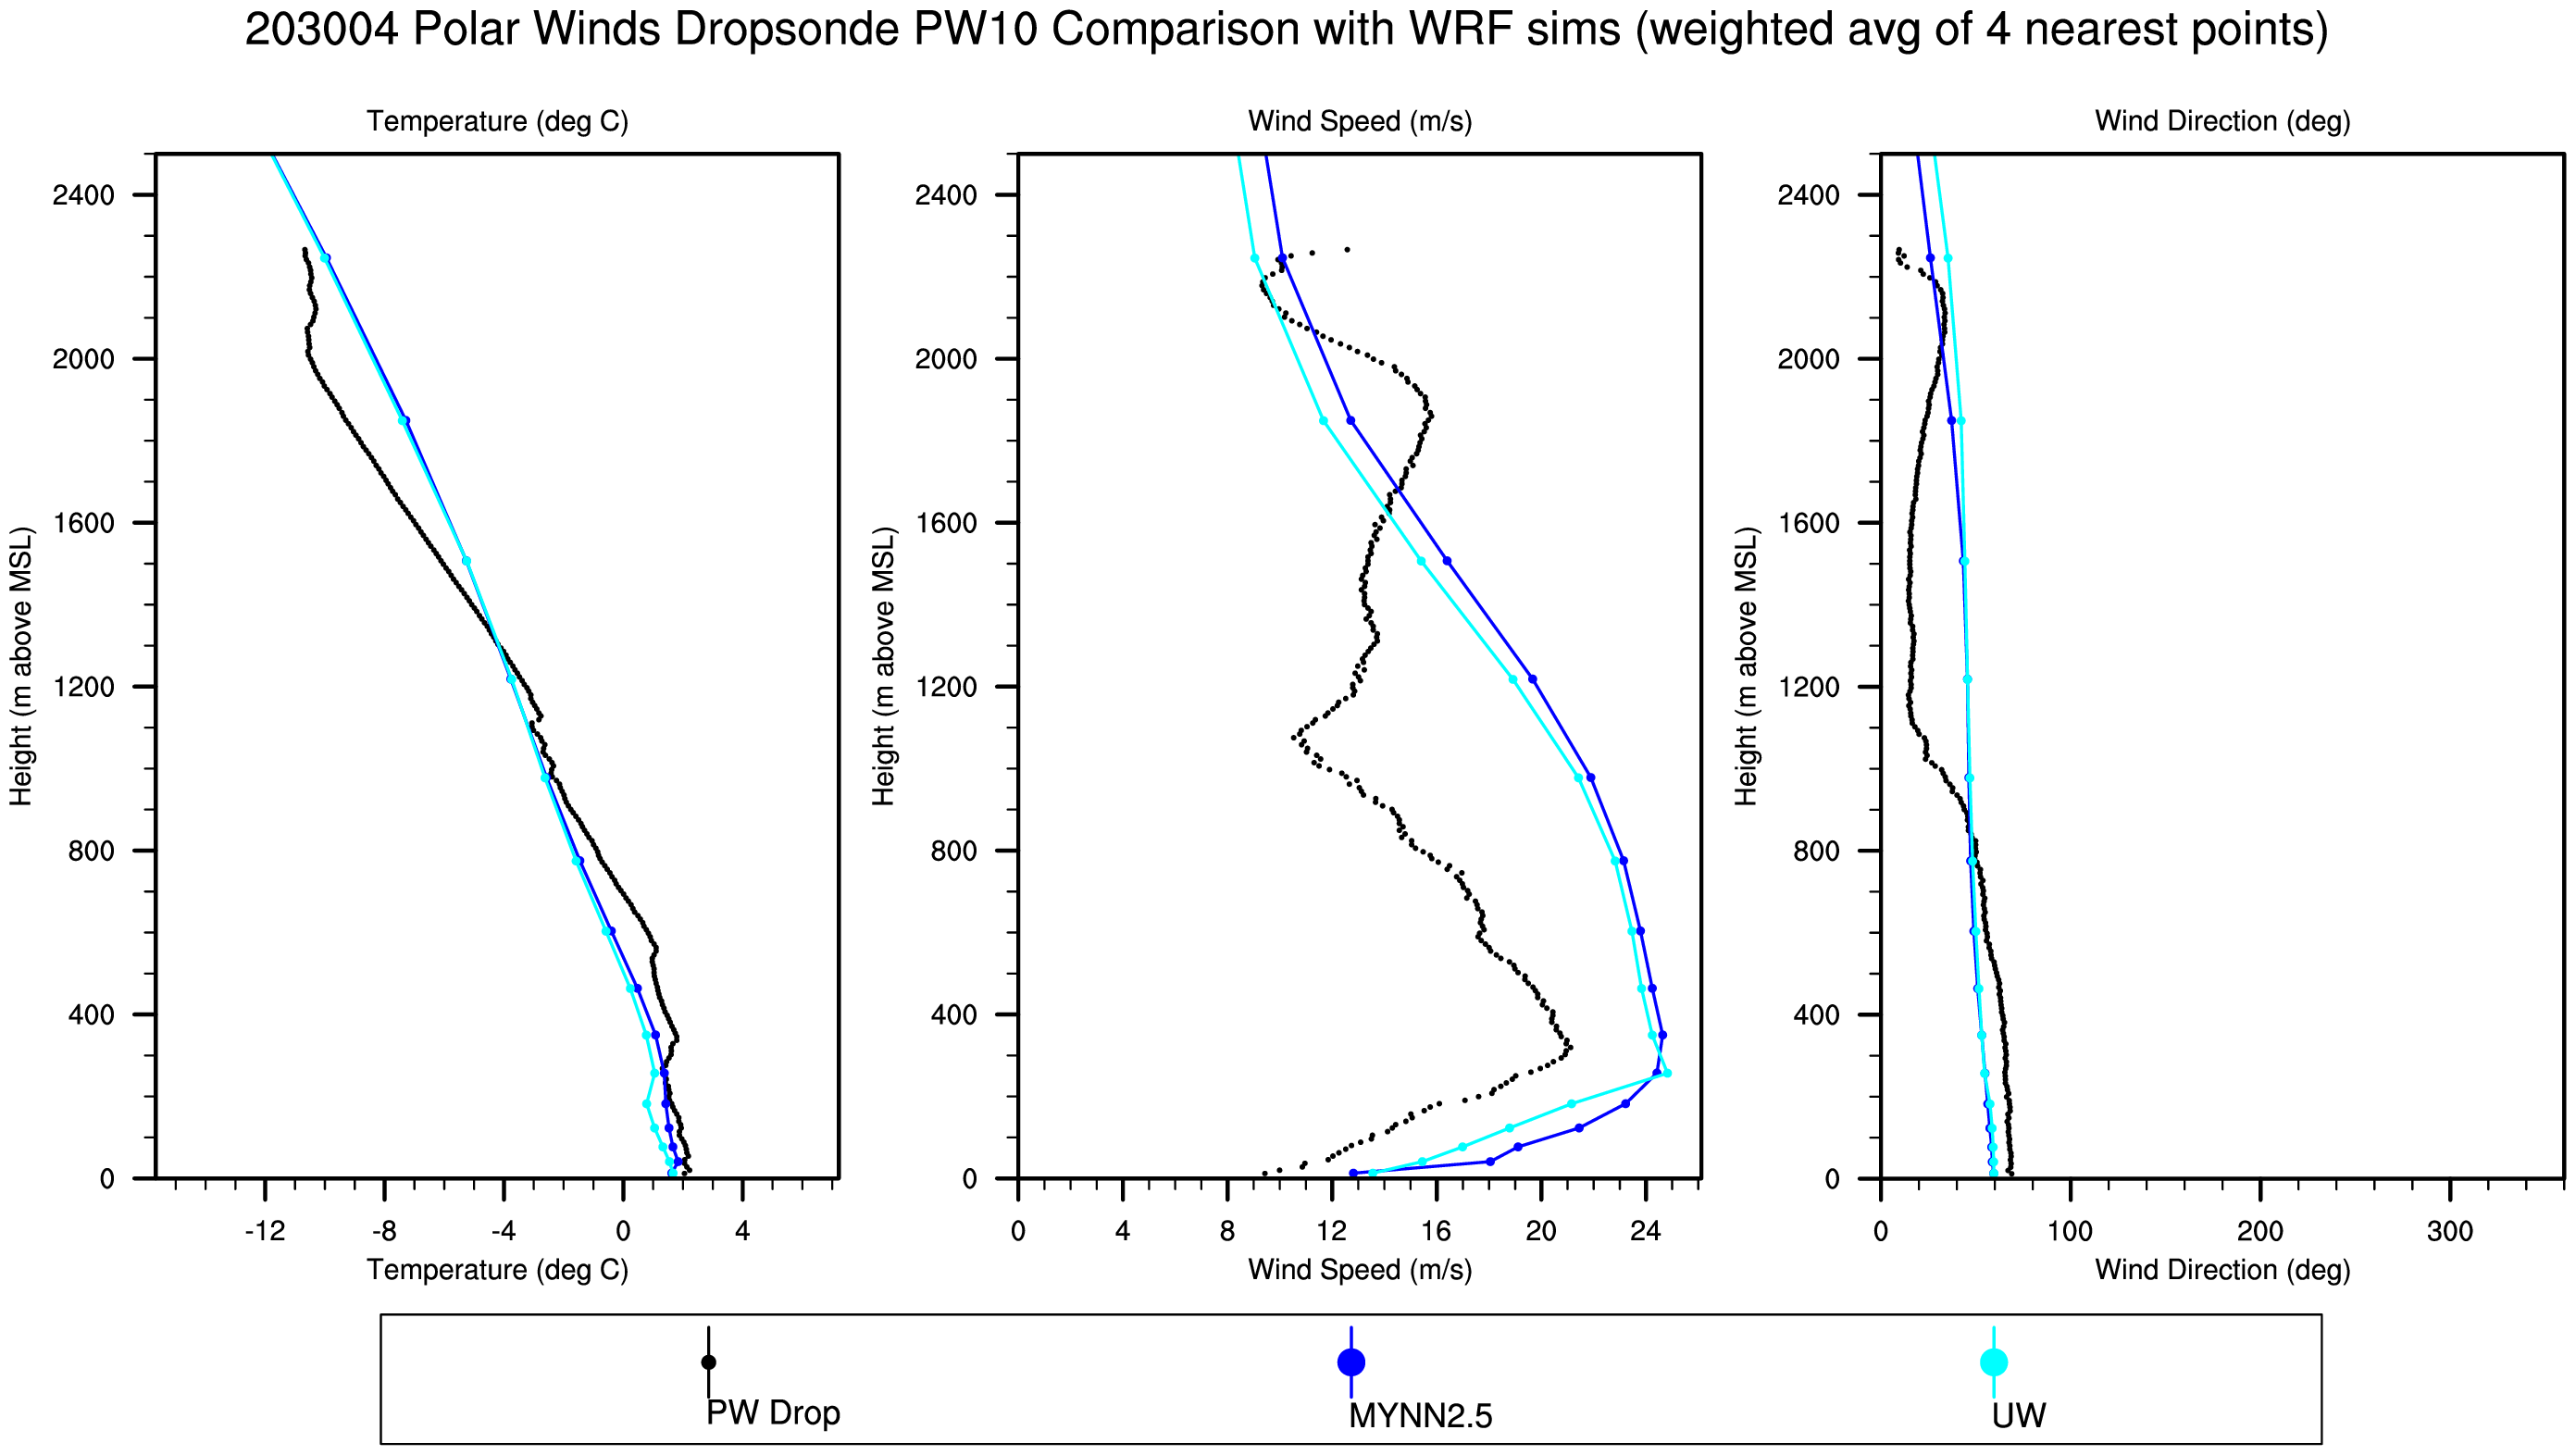 203004 Polar Winds Dropsonde PW10 Comparison with WRF sims (weighted avg of 4 nearest points)
Temperature (deg C)
Wind Speed (m/s)
Wind Direction (deg)
Height (m above MSL)
2400
2000
1600
1200
800
400
0
-12 -8 -4 0 4
Temperature (deg C)
Height (m above MSL)
2400
2000
1600
1200
800
400
0
0 4 8 12 16 20 24
Wind Speed (m/s)
Height (m above MSL)
2400
2000
1600
1200
800
400
0
0 100 200 300
Wind Direction (deg)
PW Drop
MYNN2.5
UW